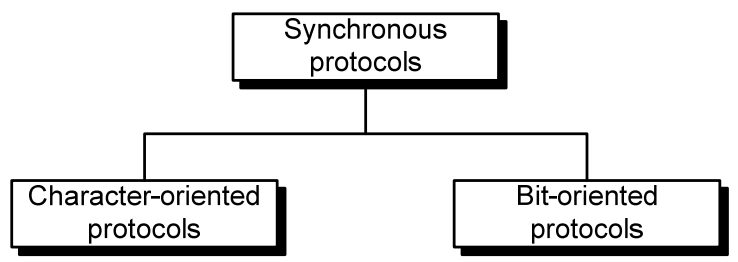 Synchronous
protocols
Character-oriented
protocols
Bit-oriented
protocols